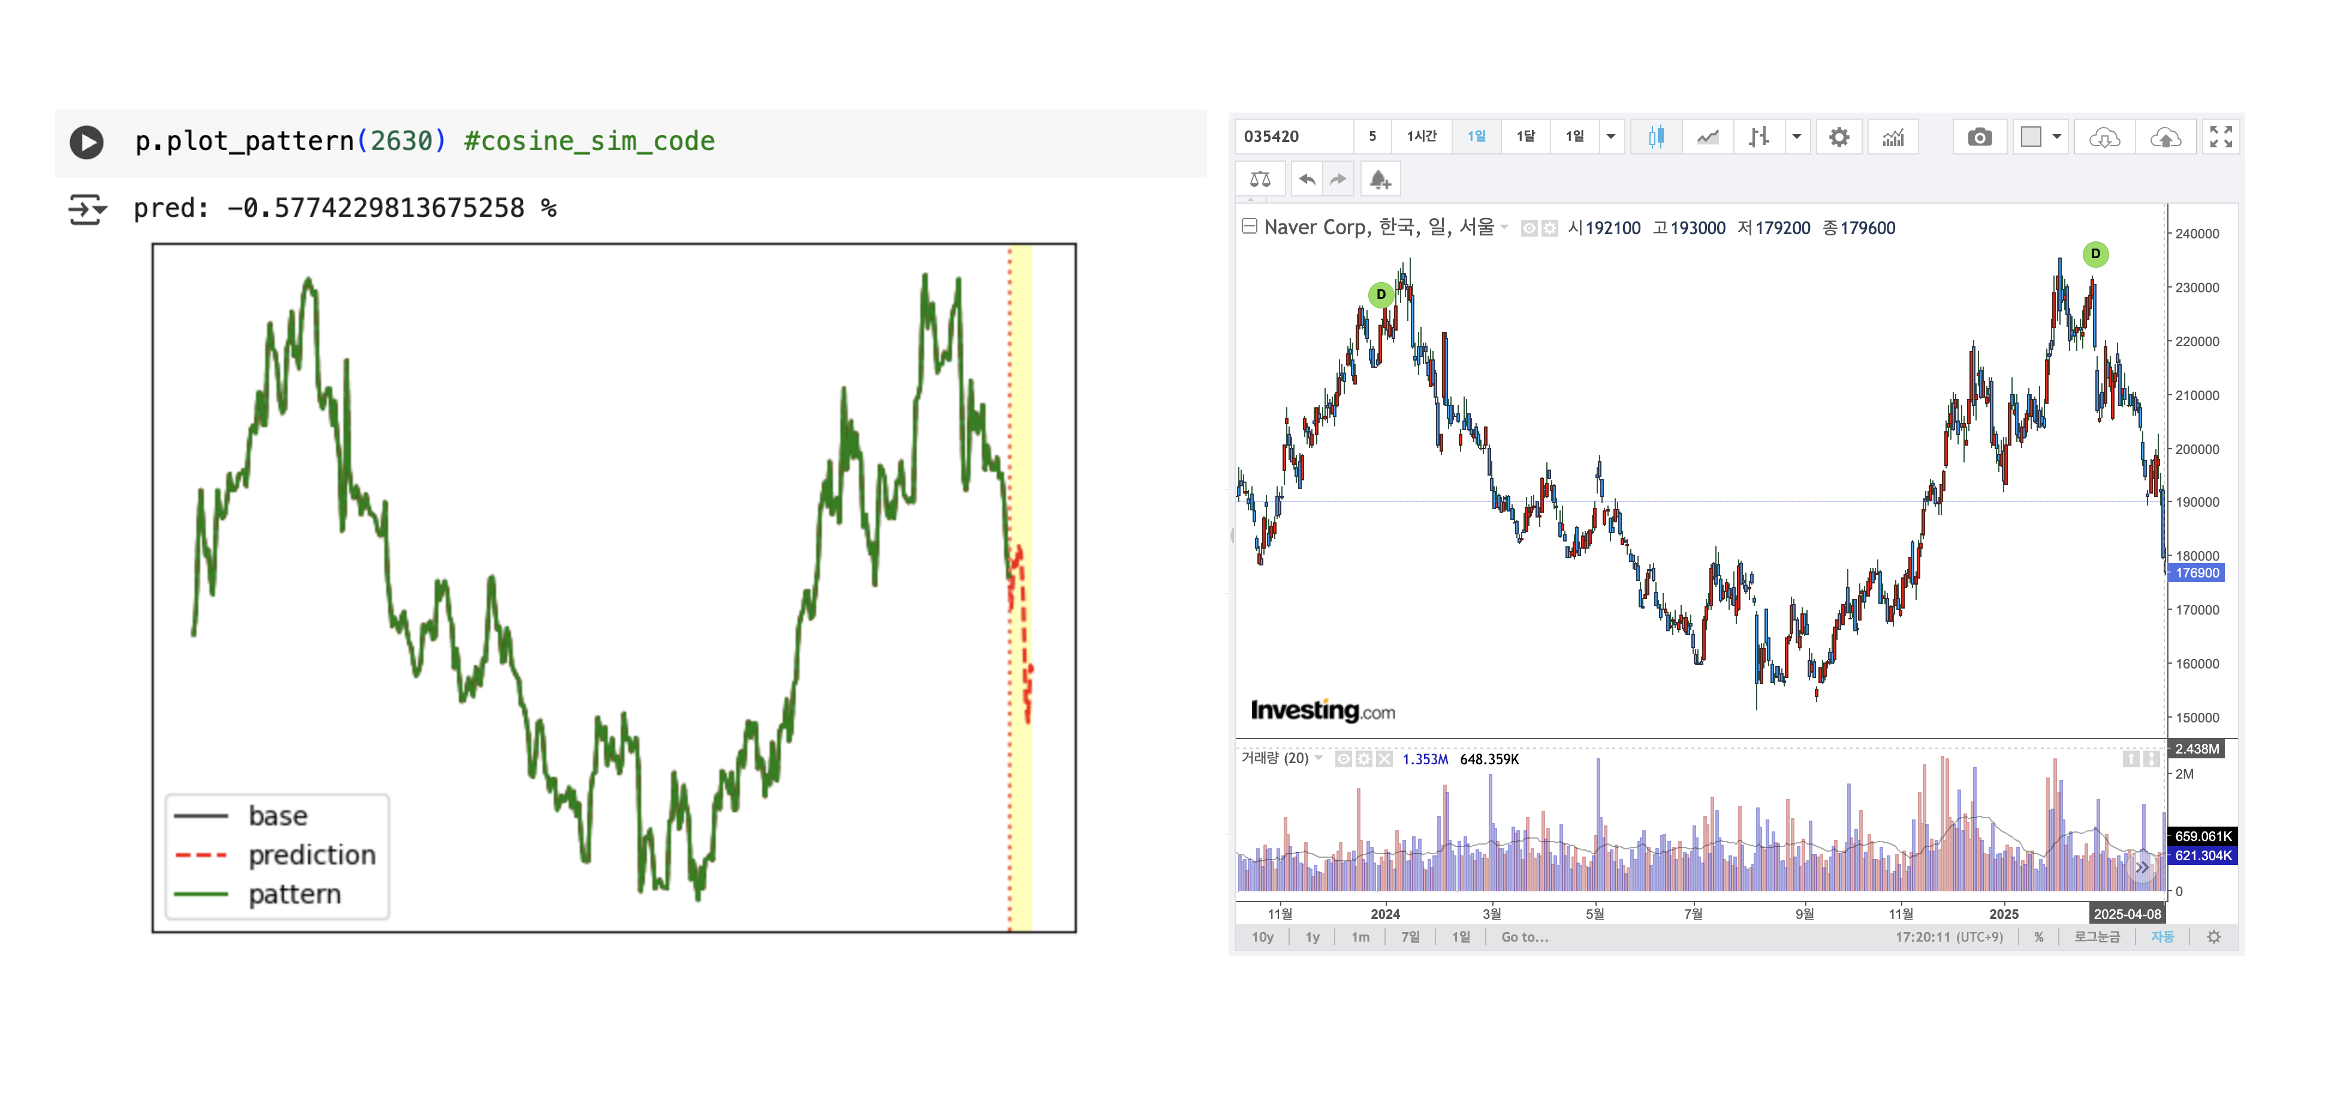 p.plot_pattern(2630) #cosine_sim_code
pred: -0.5774229813675258 %
base
prediction
pattern
035420 5 1시간 1일 1달 1일
Naver Corp, 한국, 일, 서울 시192100 고193000 저179200 종179600
D
D
240000
230000
220000
210000
200000
190000
180000
176900
170000
160000
150000
Investing.com
거래량 (20) 1.353M 648.359K
2.438M
2M
659.061K
621.304K
0
11월 2024 3월 5월 7월 9월 11월 2025 2025-04-08
10y 1y 1m 7일 1일 Go to... 17:20:11 (UTC+9) % 로그눈금 자동